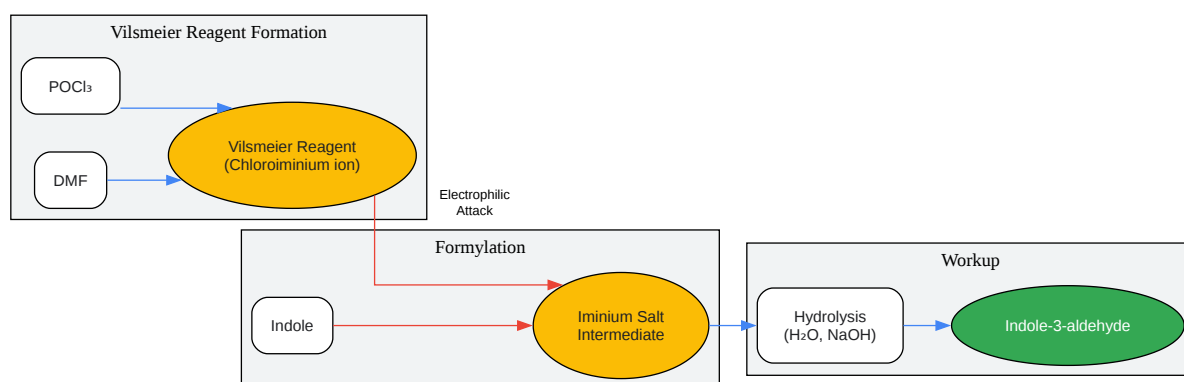 Vilsmeier Reagent Formation
POCl₃
DMF
Vilsmeier Reagent
(Chloroiminium ion)
Electrophilic
Attack
Formylation
Indole
Iminium Salt
Intermediate
Workup
Hydrolysis
(H₂O, NaOH)
Indole-3-aldehyde